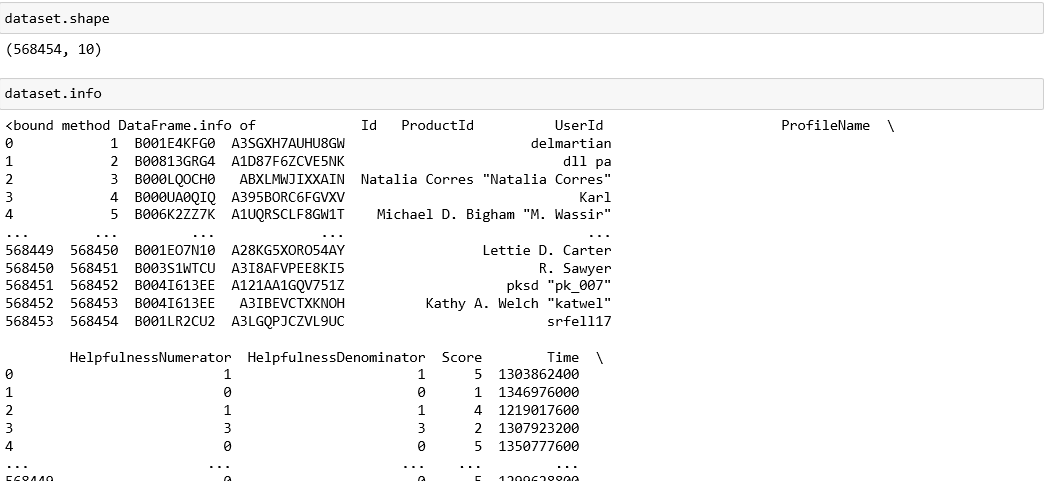 dataset.shape
(568454, 10)
dataset.info
<bound method DataFrame.info of             Id   ProductId          UserId                      ProfileName  \
0             1  B001E4KFG0  A3SGXH7AUHU8GW                       delmartian
1             2  B00813GRG4  A1D87F6ZCVE5NK                           dll pa
2             3  B000LQOCH0   ABXLMWJIXXAIN  Natalia Corres "Natalia Corres"
3             4  B000UA0QIQ  A395BORC6FGVXV                             Karl
4             5  B006K2ZZ7K  A1UQRSCLF8GW1T    Michael D. Bigham "M. Wassir"
...         ...         ...             ...                              ...
568449  568450  B001EO7N10  A28KG5XORO54AY                 Lettie D. Carter
568450  568451  B003S1WTCU  A3I8AFVPEE8KI5                        R. Sawyer
568451  568452  B004I613EE  A121AA1GQV751Z                    pksd "pk_007"
568452  568453  B004I613EE   A3IBEVCTXKNOH          Kathy A. Welch "katwel"
568453  568454  B001LR2CU2  A3LGQPJCZVL9UC                         srfell17
HelpfulnessNumerator  HelpfulnessDenominator  Score        Time  \
0                          1                       1      5  1303862400
1                          0                       0      1  1346976000
2                          1                       1      4  1219017600
3                          3                       3      2  1307923200
4                          0                       0      5  1350777600
...                      ...                     ...    ...         ...
568449                     0                       0      5  1299628800